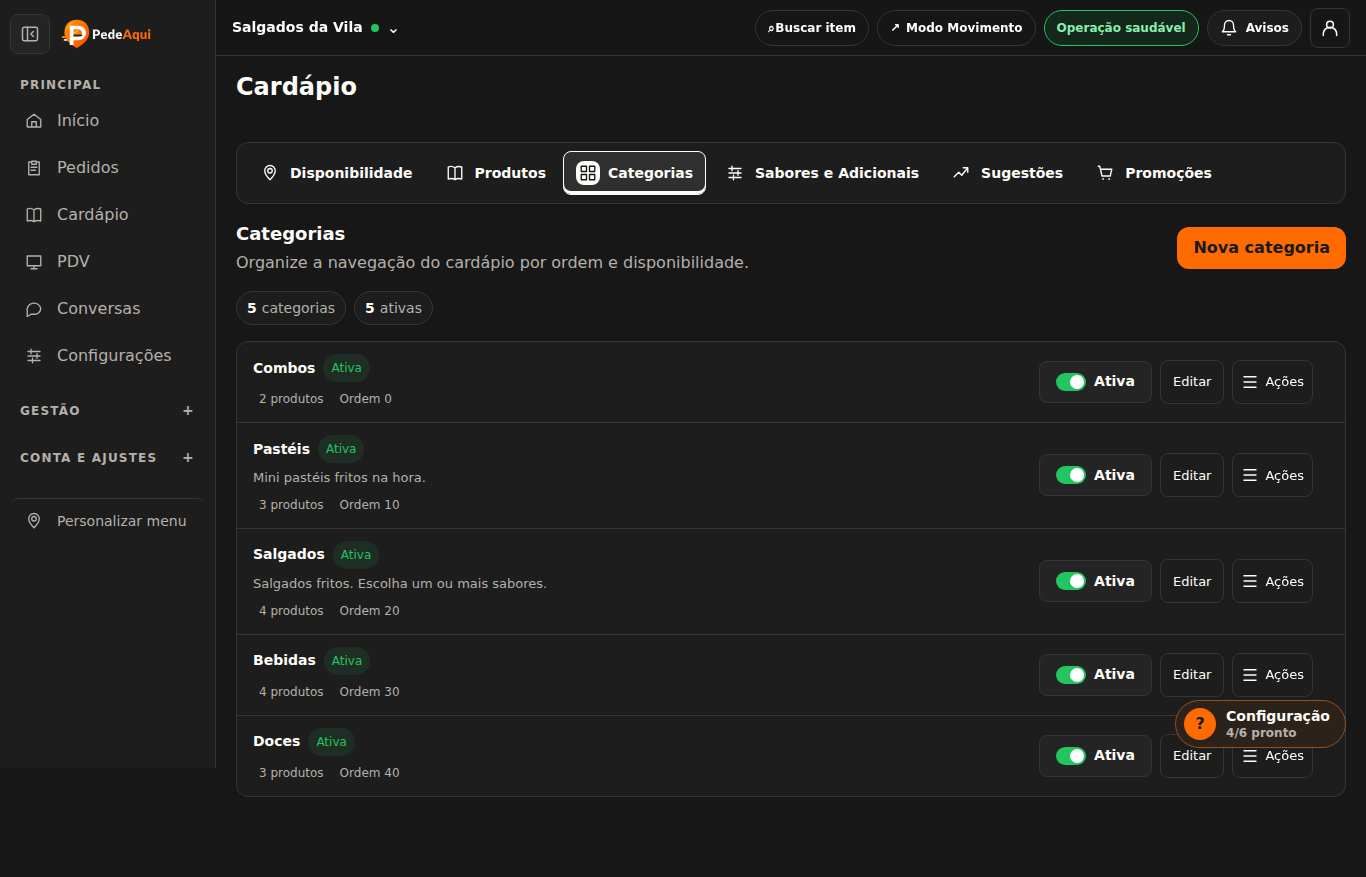 PedeAqui
PRINCIPAL
Início
Pedidos
Cardápio
PDV
Conversas
Configurações
GESTÃO +
CONTA E AJUSTES +
Personalizar menu
Salgados da Vila
Buscar item
↗ Modo Movimento
Operação saudável
Avisos
Cardápio
Disponibilidade
Produtos
Categorias
Sabores e Adicionais
Sugestões
Promoções
Categorias
Organize a navegação do cardápio por ordem e disponibilidade.
Nova categoria
5 categorias
5 ativas
Combos Ativa
2 produtos Ordem 0
Ativa Editar Ações
Pastéis Ativa
Mini pastéis fritos na hora.
3 produtos Ordem 10
Ativa Editar Ações
Salgados Ativa
Salgados fritos. Escolha um ou mais sabores.
4 produtos Ordem 20
Ativa Editar Ações
Bebidas Ativa
4 produtos Ordem 30
Ativa Editar Ações
Doces Ativa
3 produtos Ordem 40
Ativa Editar Ações
? Configuração
4/6 pronto